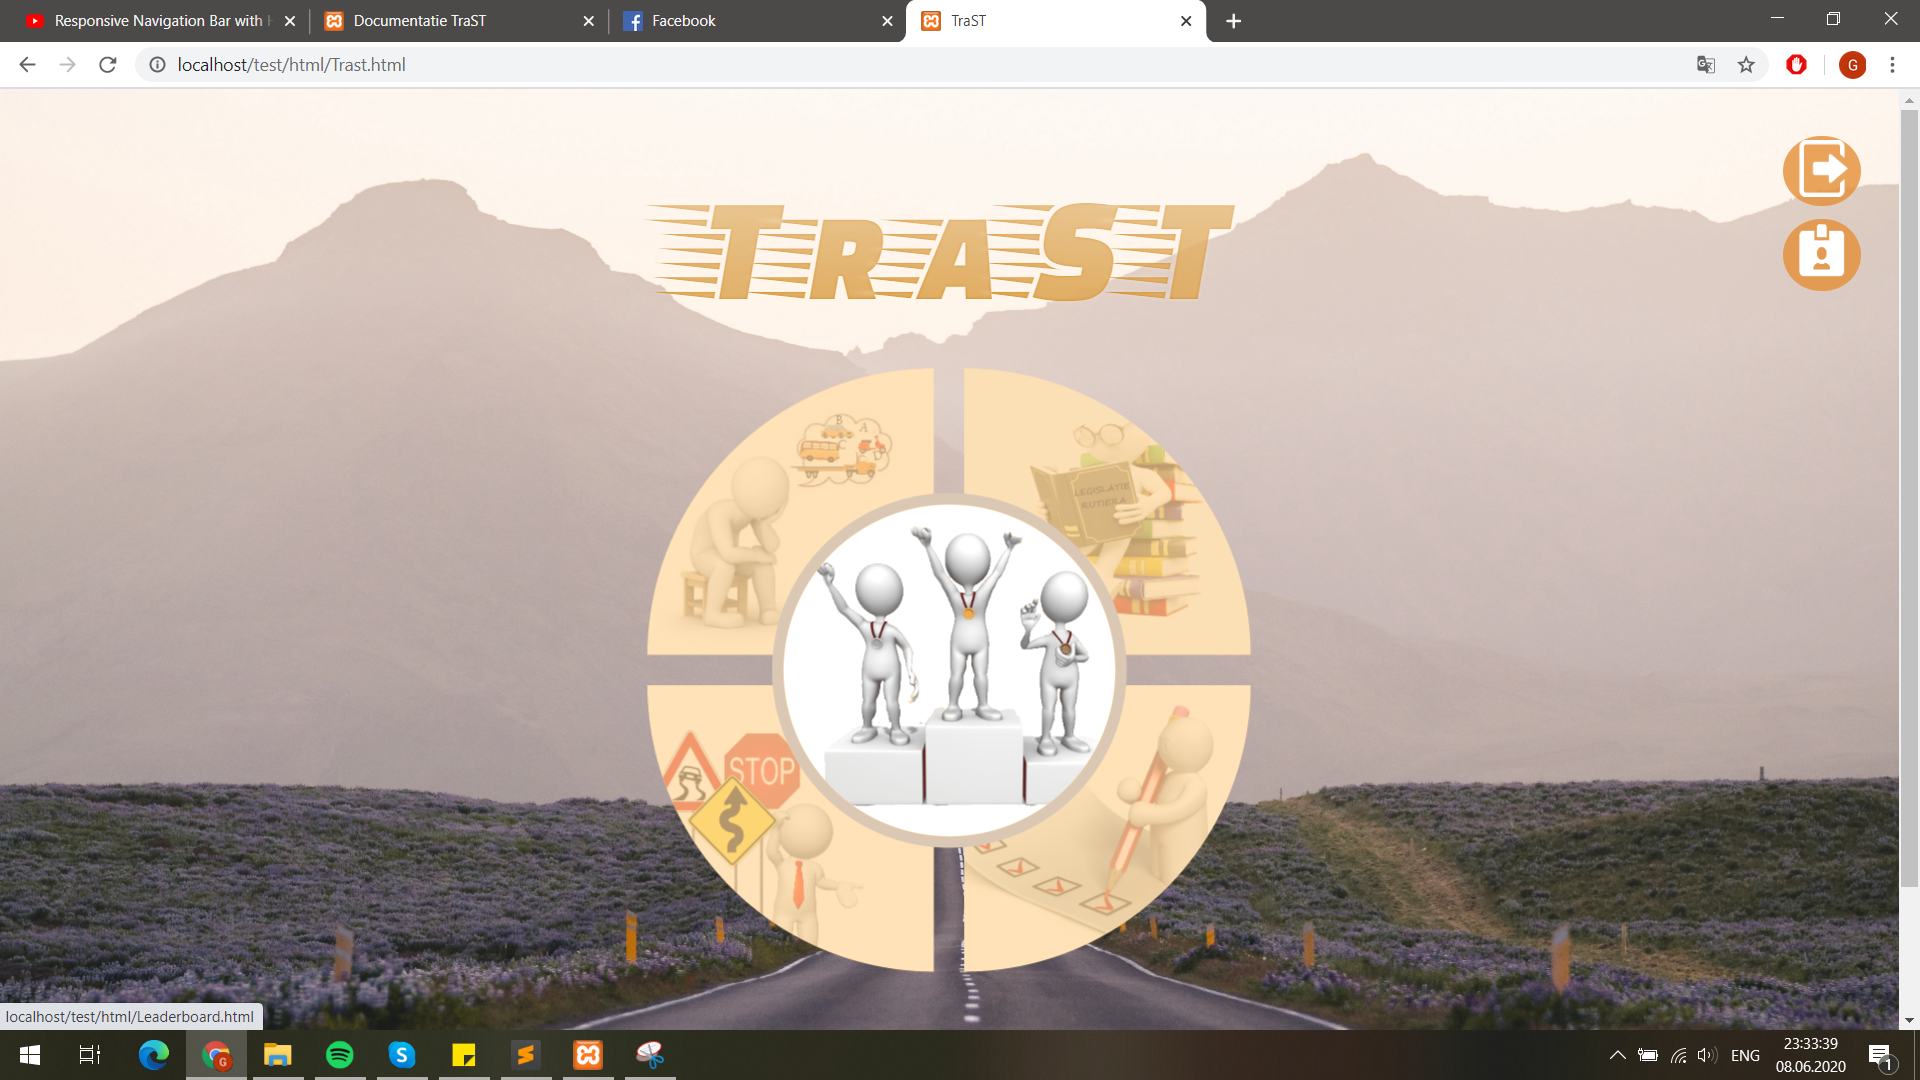 Responsive Navigation Bar with
Documentatie TraST
Facebook
TraST
localhost/test/html/Trast.html
G
TraST
B
A
C
LEGISLATIE
RUTIERA
STOP
localhost/test/html/Leaderboard.html
G
ENG
23:33:39
08.06.2020
1